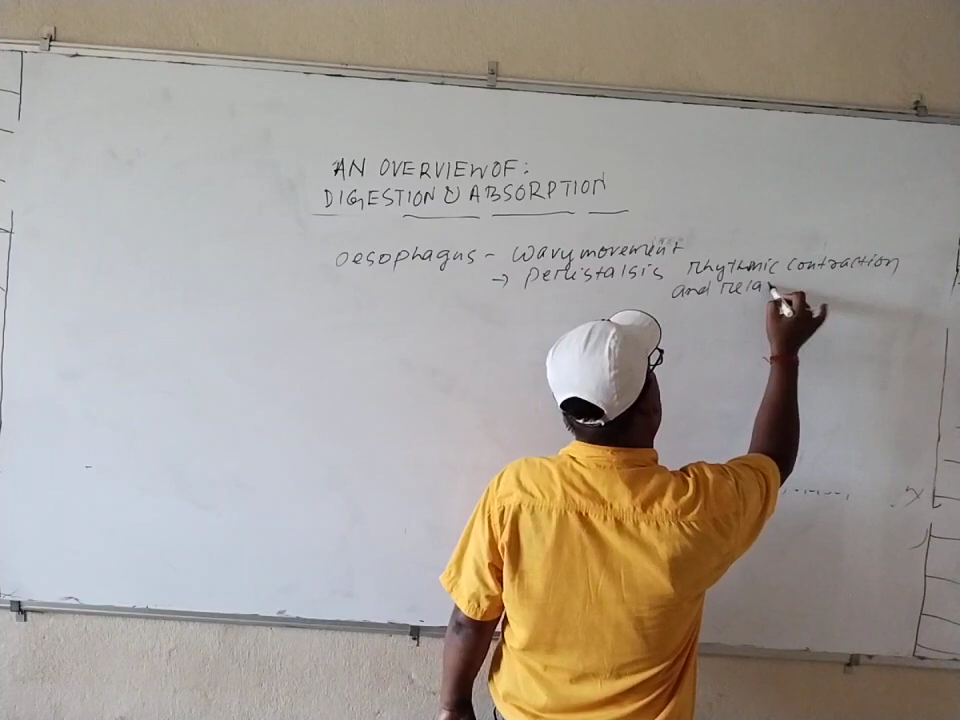 AN OVERVIEW OF:
DIGESTION & ABSORPTION
oesophagus - wavy movement
→ peristalsis rhythmic contraction
and rela